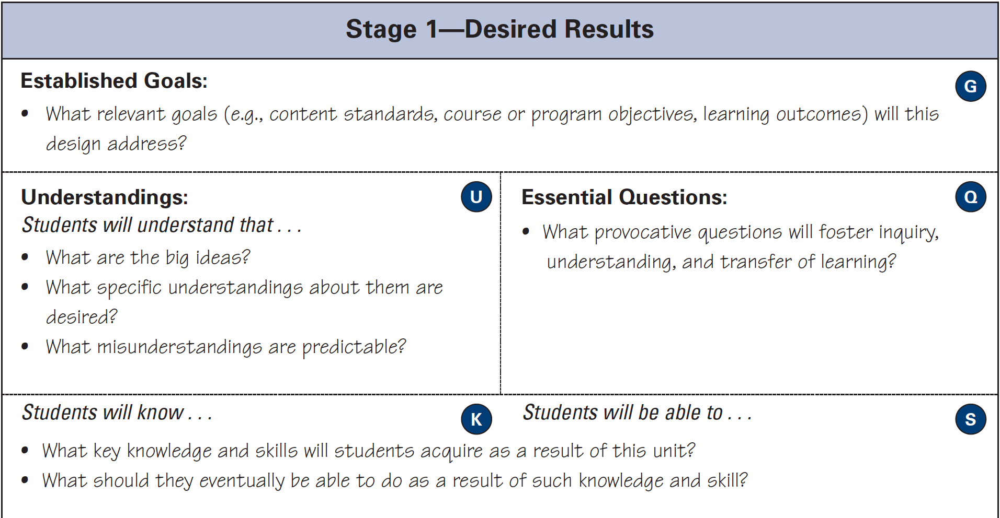 Stage 1—Desired Results
Established Goals:
G
• What relevant goals (e.g., content standards, course or program objectives, learning outcomes) will this
design address?
Understandings:
U
Students will understand that . . .
• What are the big ideas?
• What specific understandings about them are
desired?
• What misunderstandings are predictable?
Essential Questions:
Q
• What provocative questions will foster inquiry,
understanding, and transfer of learning?
Students will know . . .
K
Students will be able to . . .
S
• What key knowledge and skills will students acquire as a result of this unit?
• What should they eventually be able to do as a result of such knowledge and skill?